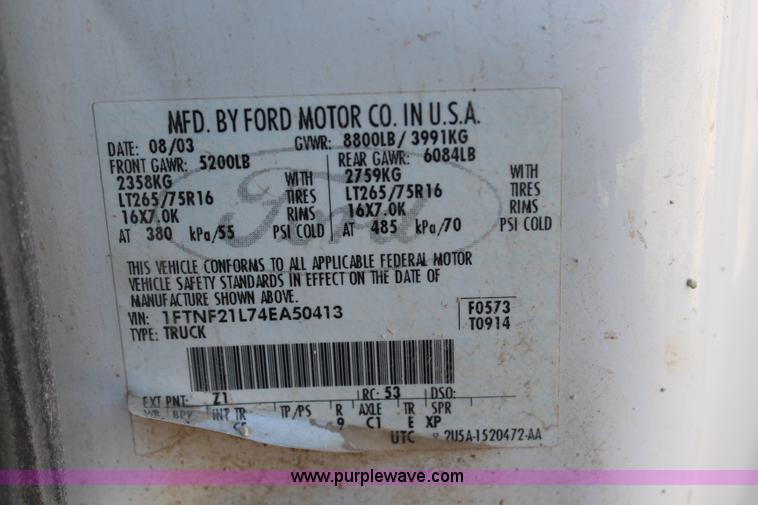 MFD. BY FORD MOTOR CO. IN U.S.A.
DATE: 08/03 GVWR: 8800LB/ 3991KG
FRONT GAWR: 5200LB REAR GAWR: 6084LB
2358KG WITH 2759KG WITH
LT265/75R16 TIRES LT265/75R16 TIRES
16X7.0K RIMS 16X7.0K RIMS
AT 380 kPa/55 PSI COLD AT 485 kPa/70 PSI COLD
Ford
THIS VEHICLE CONFORMS TO ALL APPLICABLE FEDERAL MOTOR
VEHICLE SAFETY STANDARDS IN EFFECT ON THE DATE OF
MANUFACTURE SHOWN ABOVE.
VIN: 1FTNF21L74EA50413 F0573
TYPE: TRUCK T0914
EXT PNT: Z1 RC: 53 DSO:
WB BRK INT TR TP/PS R AXLE TR SPR
9 C1 E XP
UTC 2U5A-1520472-AA
www.purplewave.com